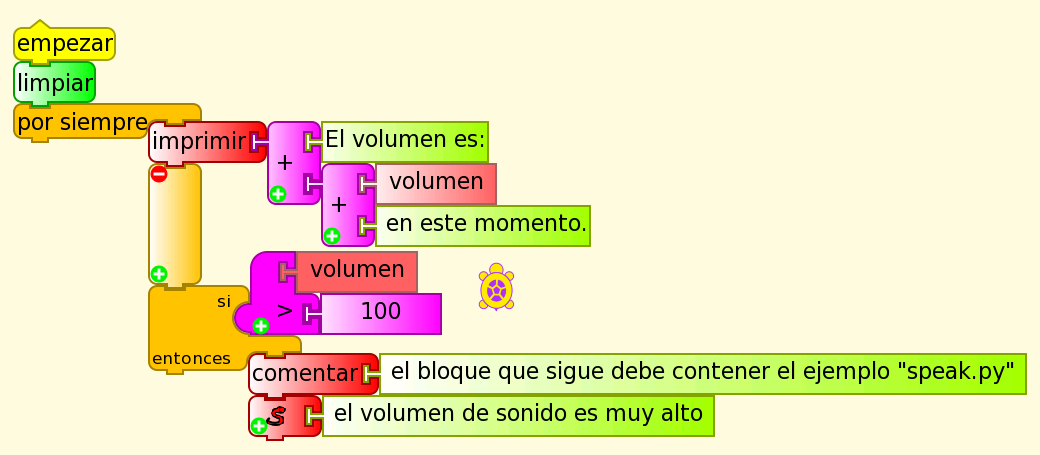 empezar
limpiar
por siempre
imprimir + El volumen es:
+ volumen
en este momento.
si volumen
> 100
entonces
comentar el bloque que sigue debe contener el ejemplo "speak.py"
el volumen de sonido es muy alto